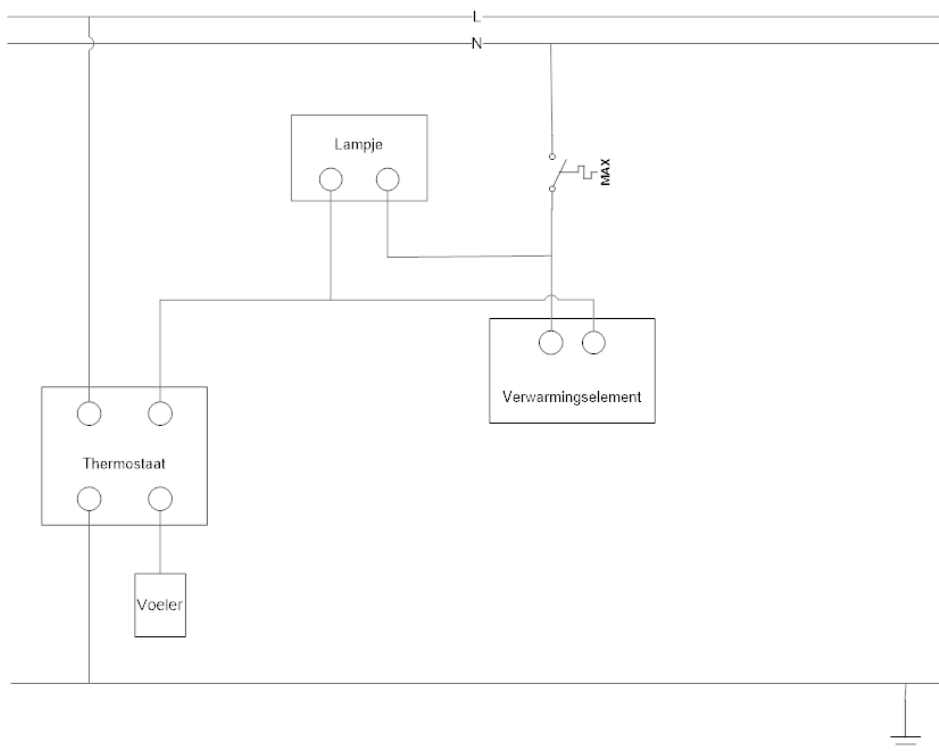 L
N
Lampje
MAX
Verwarmingselement
Thermostaat
Voeler